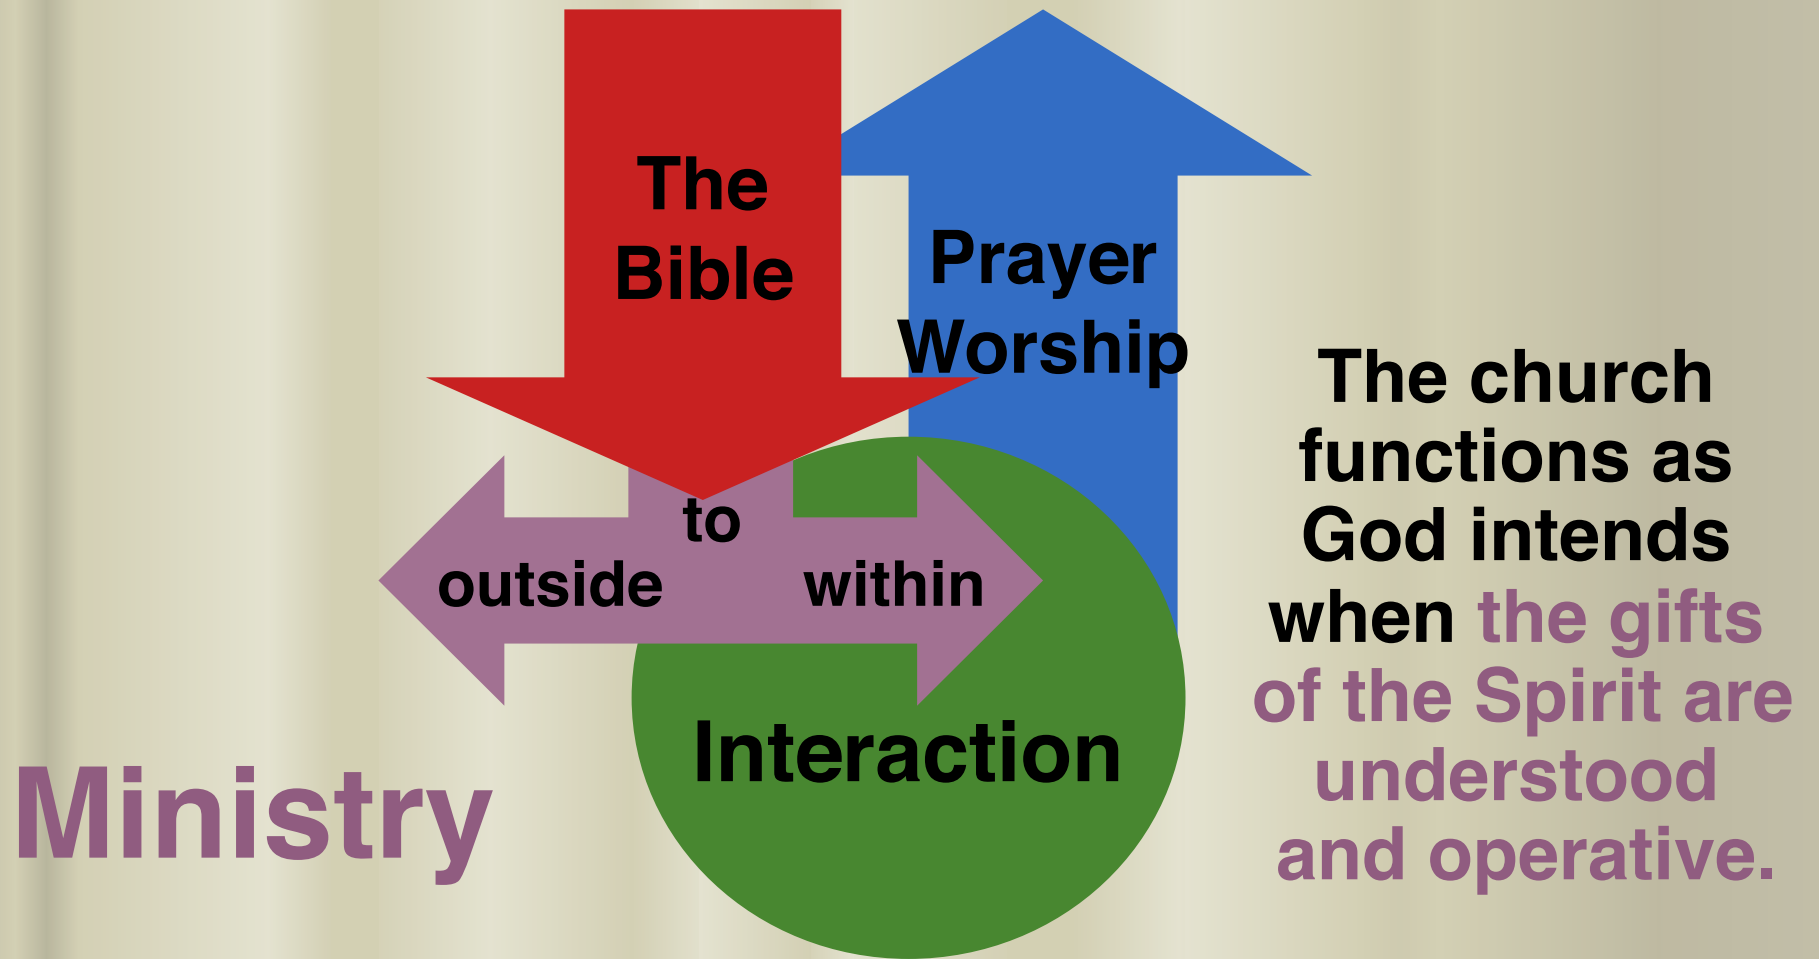 The
Bible
Prayer
Worship
to
outside within
Interaction
Ministry
The church
functions as
God intends
when the gifts
of the Spirit are
understood
and operative.